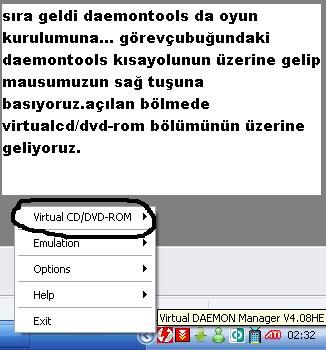 sıra geldi daemontools da oyun
kurulumuna... görevçubuğundaki
daemontools kısayolunun üzerine gelip
mausumuzun sağ tuşuna
basıyoruz.açılan bölmede
virtualcd/dvd-rom bölümünün üzerine
geliyoruz.
Virtual CD/DVD-ROM
Emulation
Options
Help
Exit
Virtual DAEMON Manager V4.08HE
02:32